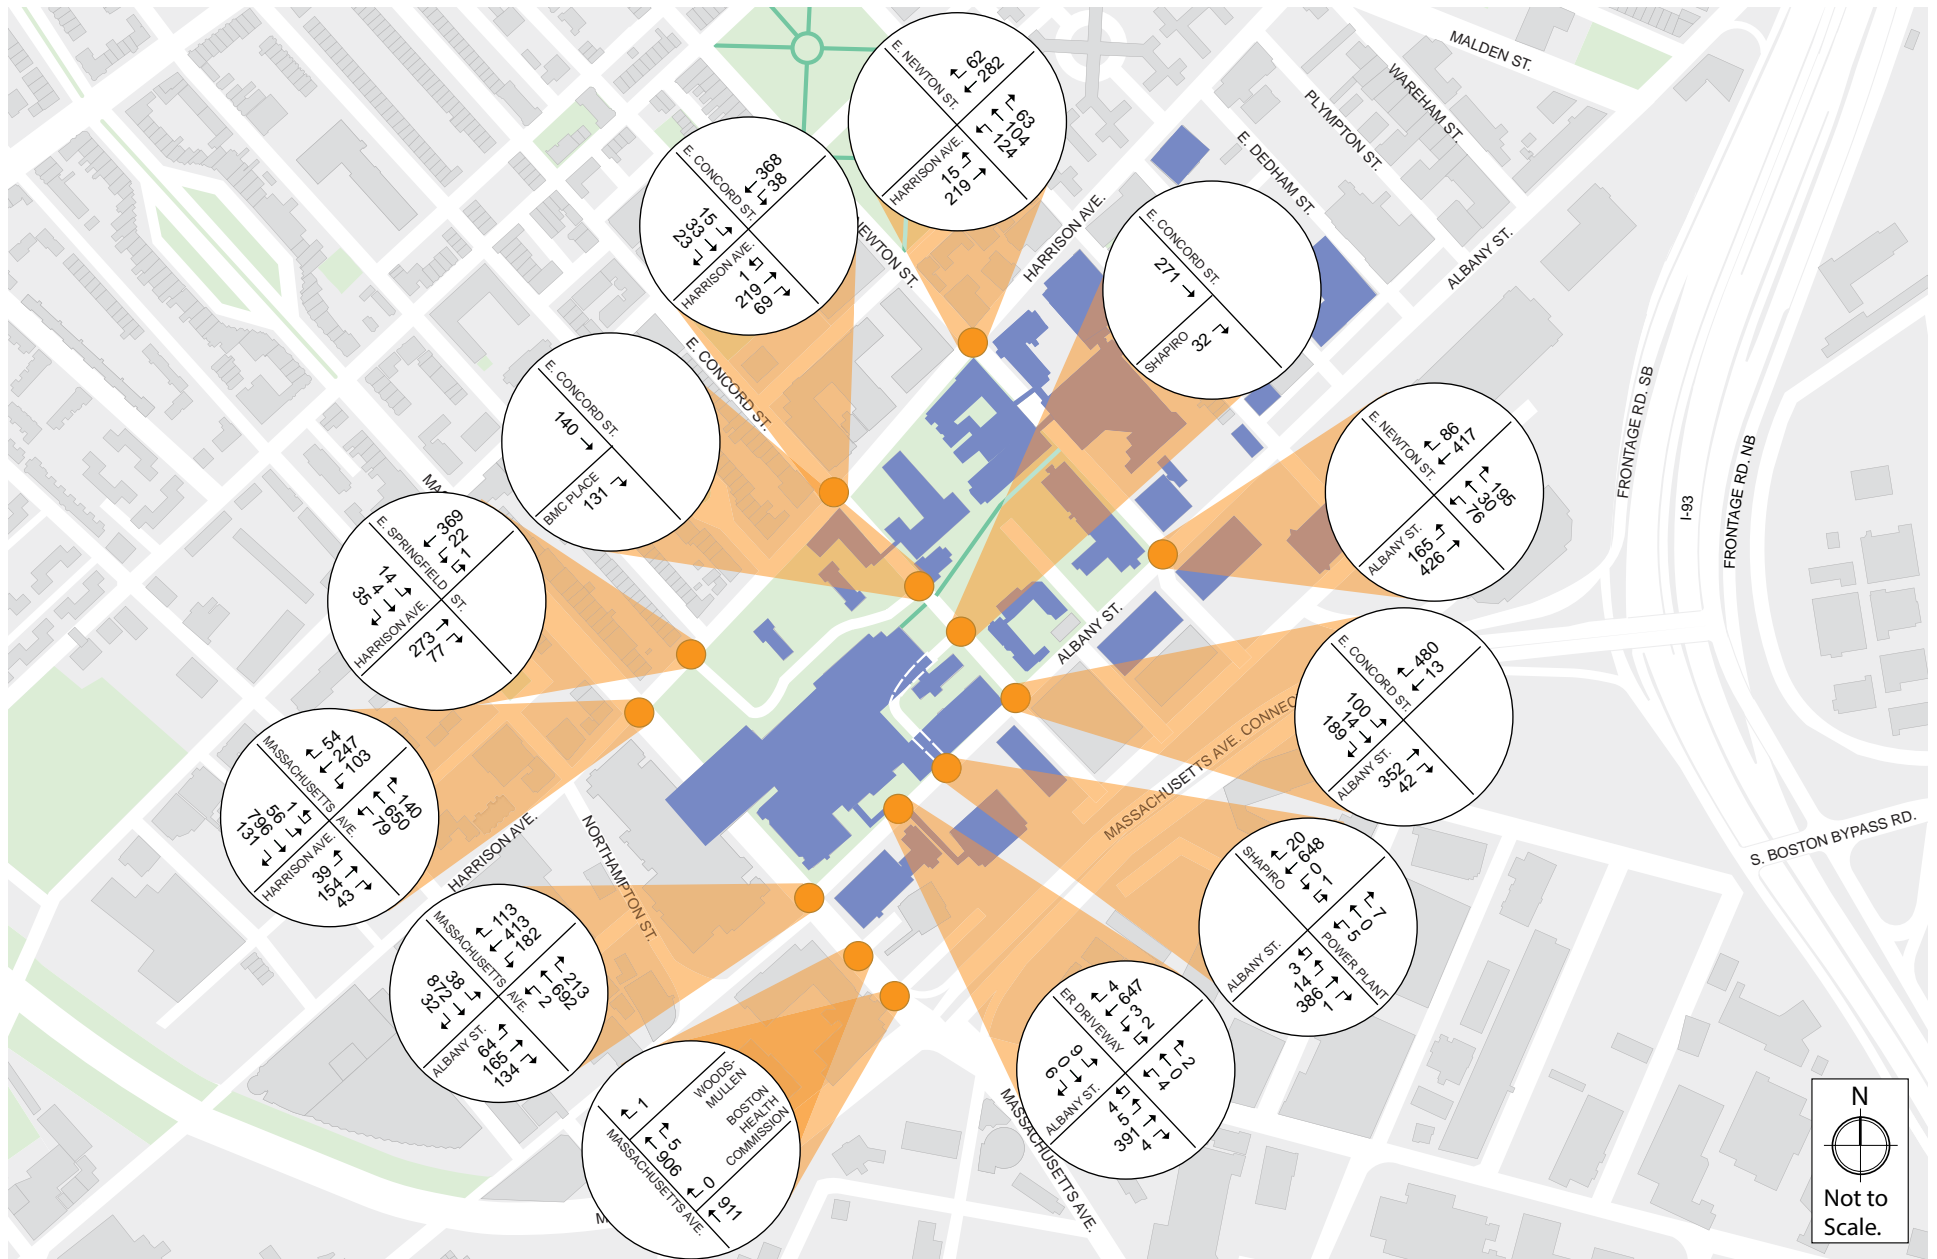 MALDEN ST.
WAREHAM ST.
PLYMPTON ST.
E. DEDHAM ST.
ALBANY ST.
HARRISON AVE.
NEWTON ST.
E. CONCORD ST.
FRONTAGE RD. SB
I-93
FRONTAGE RD. NB
S. BOSTON BYPASS RD.
MASSACHUSETTS AVE. CONNEC
ALBANY ST.
HARRISON AVE.
NORTHAMPTON ST.
MASSACHUSETTS AVE.
E. NEWTON ST.
62
282
63
104
124
HARRISON AVE.
15
219
E. CONCORD ST.
368
38
15
33
23
HARRISON AVE.
1
219
69
E. CONCORD ST.
271
SHAPIRO
32
E. CONCORD ST.
140
BMC PLACE
131
E. NEWTON ST.
86
417
195
30
76
ALBANY ST.
165
426
E. SPRINGFIELD ST.
369
22
1
14
4
35
HARRISON AVE.
273
77
E. CONCORD ST.
480
13
100
14
189
ALBANY ST.
352
42
MASSACHUSETTS AVE.
54
247
103
1
56
796
131
140
650
79
HARRISON AVE.
39
154
43
SHAPIRO
20
648
0
1
7
0
5
POWER PLANT
ALBANY ST.
3
14
386
1
MASSACHUSETTS AVE.
113
413
182
38
872
32
213
692
2
ALBANY ST.
64
165
134
ER DRIVEWAY
4
647
3
2
9
0
6
2
0
4
ALBANY ST.
4
5
391
4
1
WOODS-
MULLEN
BOSTON
HEALTH
COMMISSION
5
906
0
911
MASSACHUSETTS AVE.
N
Not to
Scale.